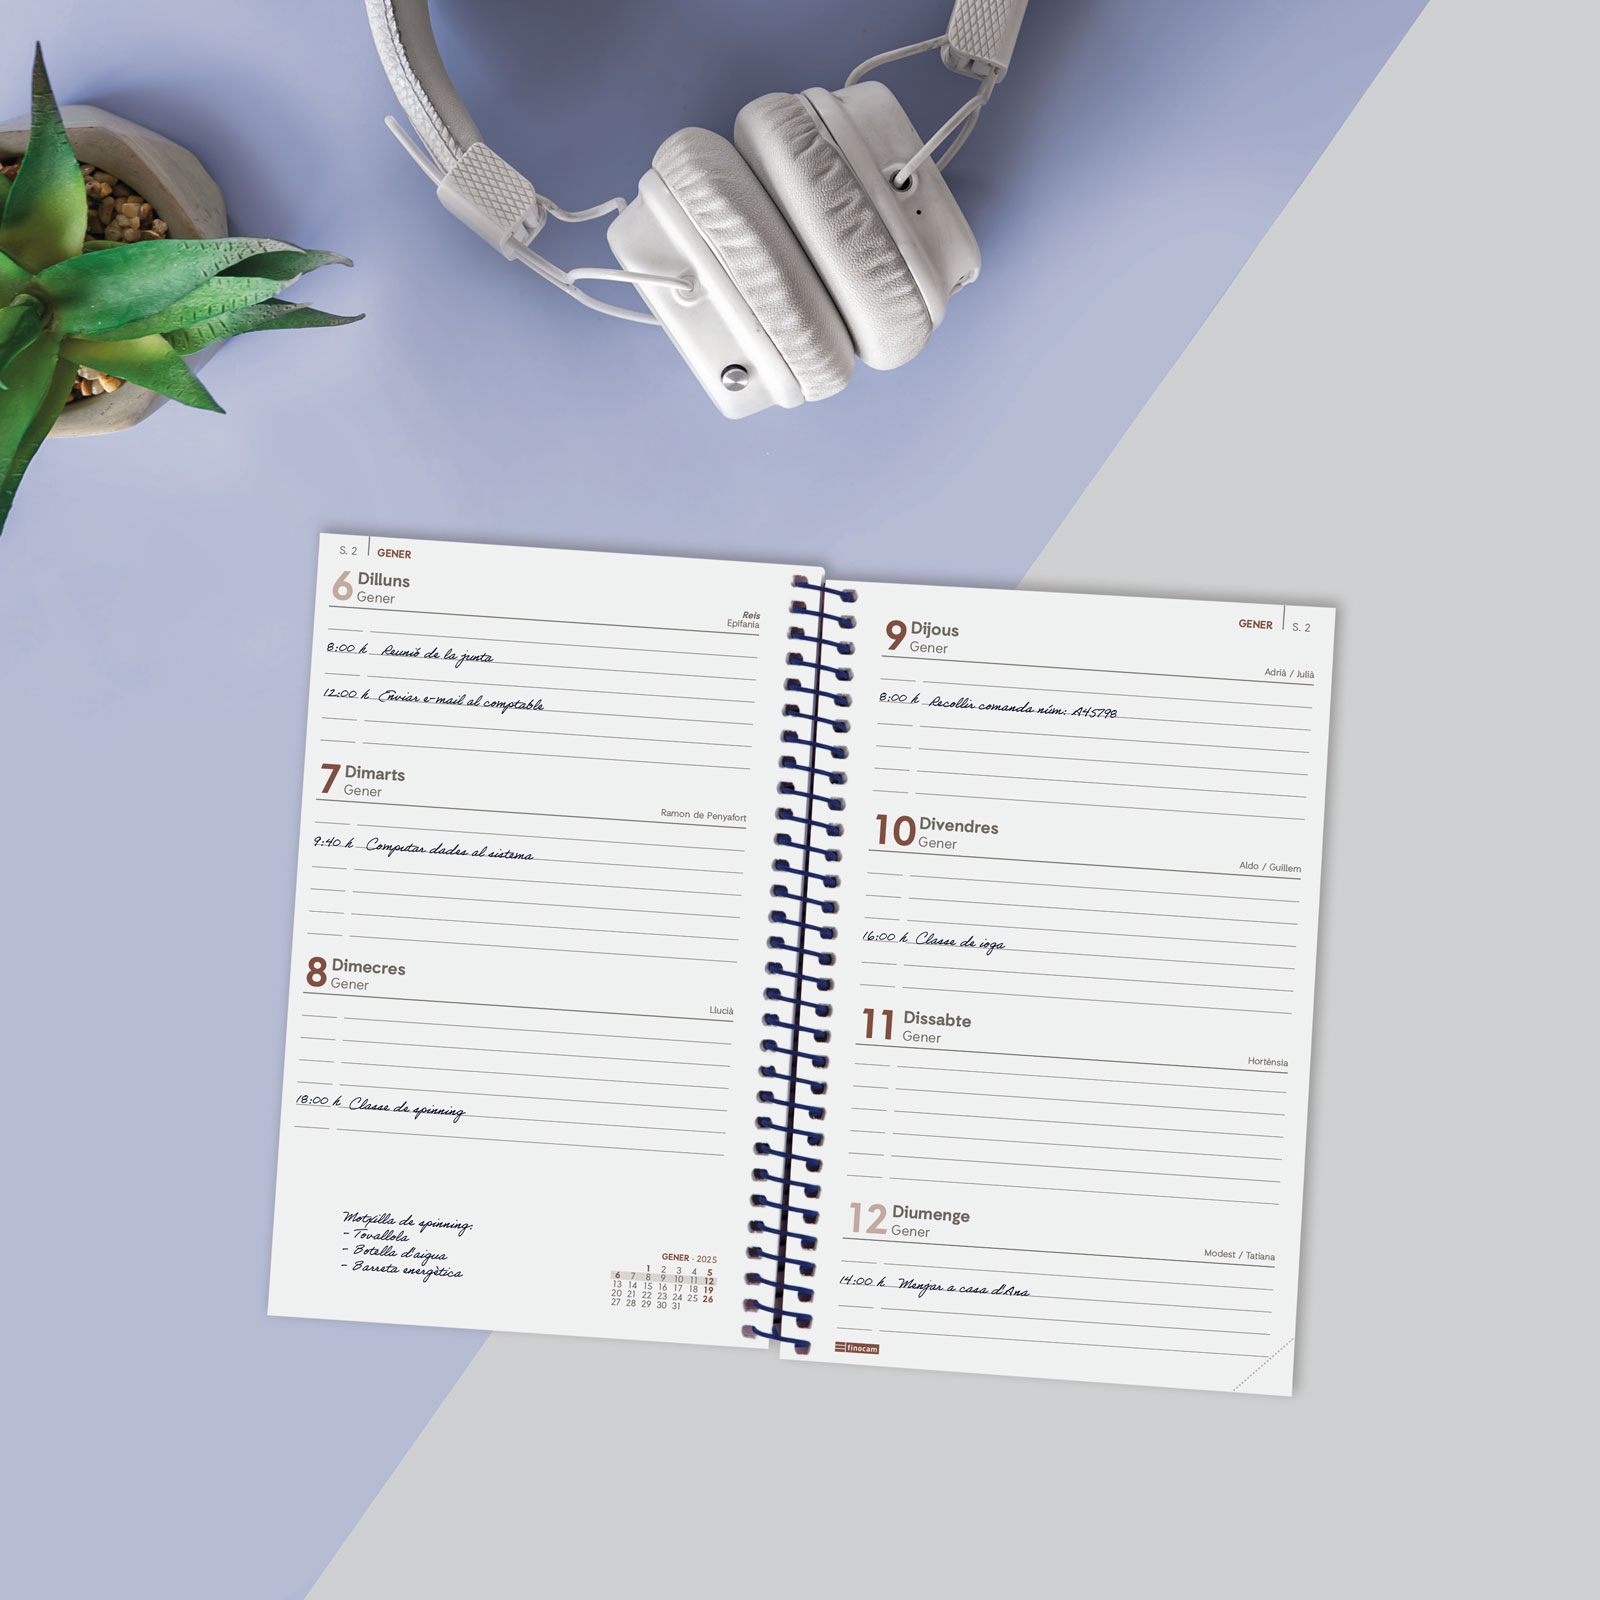 S. 2 GENER
6 Dilluns
Gener
Reis
Epifania
8:00 h Reunió de la junta
12:00 h Enviar e-mail al comptable
7 Dimarts
Gener
Ramon de Penyafort
9:40 h Computar dades al sistema
8 Dimecres
Gener
Llucià
18:00 h Classe de spinning
Motxilla de spinning:
- Tovallola
- Botella d'aigua
- Barreta energètica
GENER - 2025
1 2 3 4 5
6 7 8 9 10 11 12
13 14 15 16 17 18 19
20 21 22 23 24 25 26
27 28 29 30 31
GENER S. 2
9 Dijous
Gener
Adrià / Julià
8:00 h Recollir comanda núm: A45798
10 Divendres
Gener
Aldo / Guillem
16:00 h Classe de ioga
11 Dissabte
Gener
Hortènsia
12 Diumenge
Gener
Modest / Tatiana
14:00 h Menjar a casa d'Ana
finocam